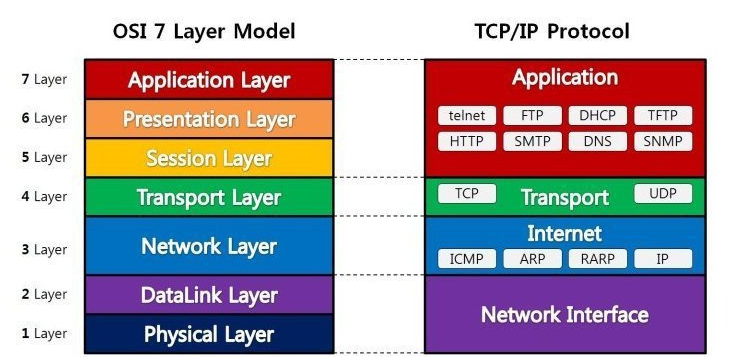 OSI 7 Layer Model
TCP/IP Protocol
7 Layer
Application Layer
Application
6 Layer
Presentation Layer
telnet FTP DHCP TFTP
HTTP SMTP DNS SNMP
5 Layer
Session Layer
4 Layer
Transport Layer
TCP Transport UDP
3 Layer
Network Layer
Internet
ICMP ARP RARP IP
2 Layer
DataLink Layer
Network Interface
1 Layer
Physical Layer